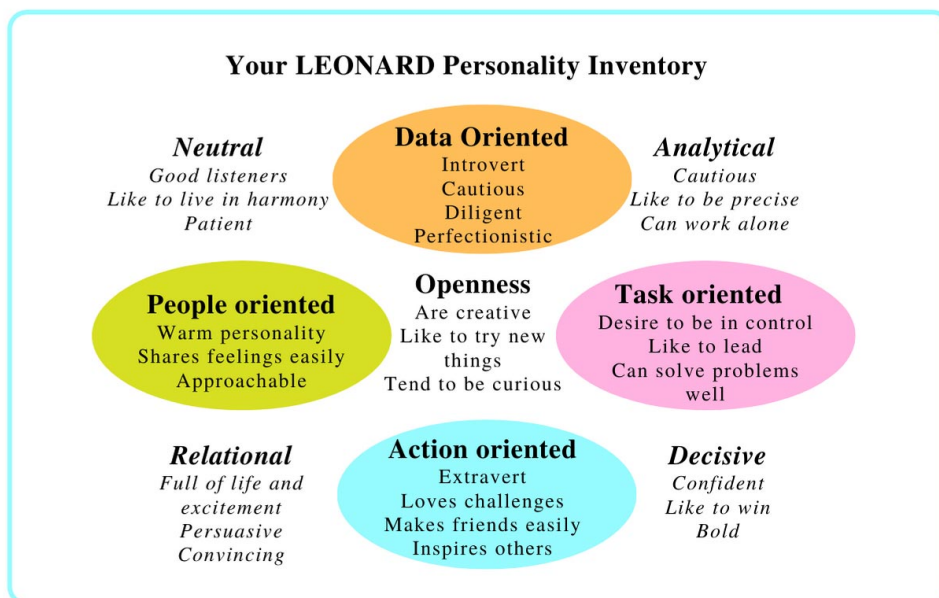 Your LEONARD Personality Inventory
Neutral
Good listeners
Like to live in harmony
Patient
Data Oriented
Introvert
Cautious
Diligent
Perfectionistic
Analytical
Cautious
Like to be precise
Can work alone
People oriented
Warm personality
Shares feelings easily
Approachable
Openness
Are creative
Like to try new
things
Tend to be curious
Task oriented
Desire to be in control
Like to lead
Can solve problems
well
Relational
Full of life and
excitement
Persuasive
Convincing
Action oriented
Extravert
Loves challenges
Makes friends easily
Inspires others
Decisive
Confident
Like to win
Bold